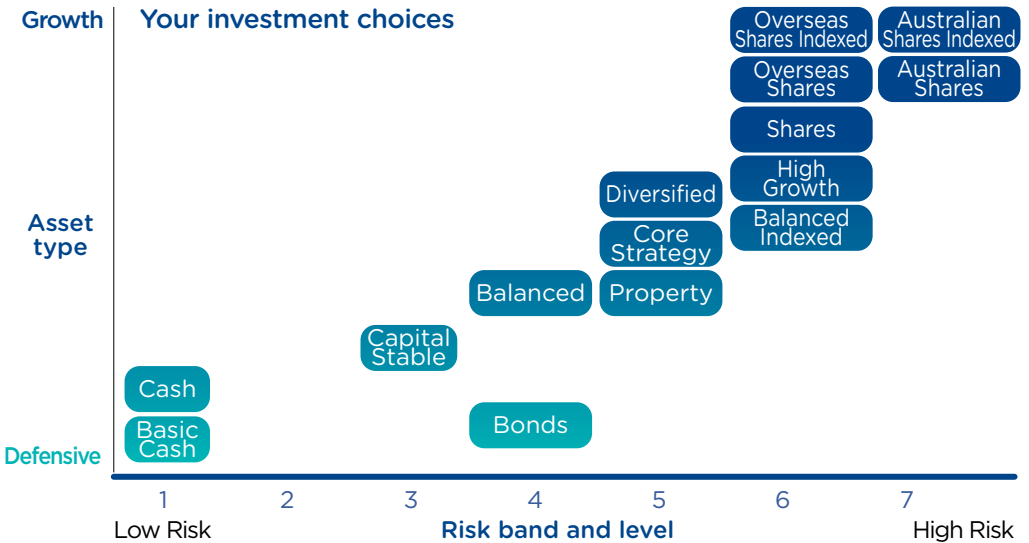 Growth
Your investment choices
Overseas
Shares Indexed
Australian
Shares Indexed
Overseas
Shares
Australian
Shares
Shares
High
Growth
Diversified
Balanced
Indexed
Asset
type
Core
Strategy
Balanced
Property
Capital
Stable
Cash
Bonds
Basic
Cash
Defensive
1 2 3 4 5 6 7
Low Risk
Risk band and level
High Risk